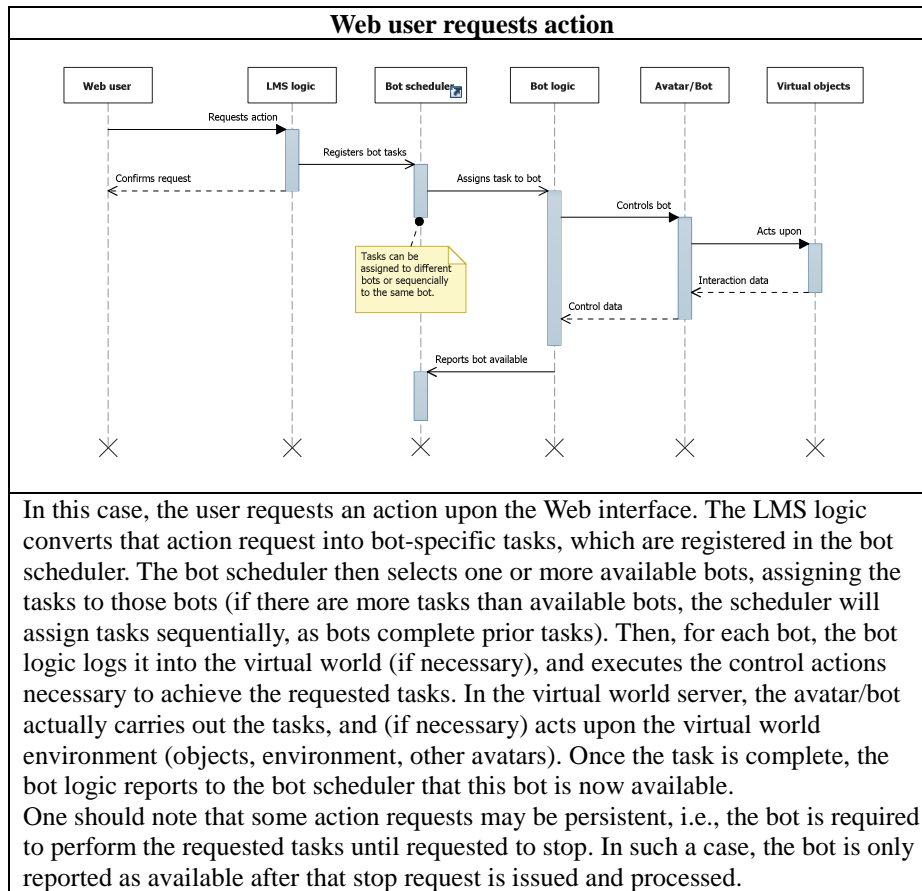 Web user requests action
Web user LMS logic Bot scheduler Bot logic Avatar/Bot Virtual objects
Requests action
Registers bot tasks
Confirms request
Assigns task to bot
Controls bot
Acts upon
Tasks can be
assigned to different
bots or sequencially
to the same bot.
Interaction data
Control data
Reports bot available
In this case, the user requests an action upon the Web interface. The LMS logic
converts that action request into bot-specific tasks, which are registered in the bot
scheduler. The bot scheduler then selects one or more available bots, assigning the
tasks to those bots (if there are more tasks than available bots, the scheduler will
assign tasks sequentially, as bots complete prior tasks). Then, for each bot, the bot
logic logs it into the virtual world (if necessary), and executes the control actions
necessary to achieve the requested tasks. In the virtual world server, the avatar/bot
actually carries out the tasks, and (if necessary) acts upon the virtual world
environment (objects, environment, other avatars). Once the task is complete, the
bot logic reports to the bot scheduler that this bot is now available.
One should note that some action requests may be persistent, i.e., the bot is required
to perform the requested tasks until requested to stop. In such a case, the bot is only
reported as available after that stop request is issued and processed.